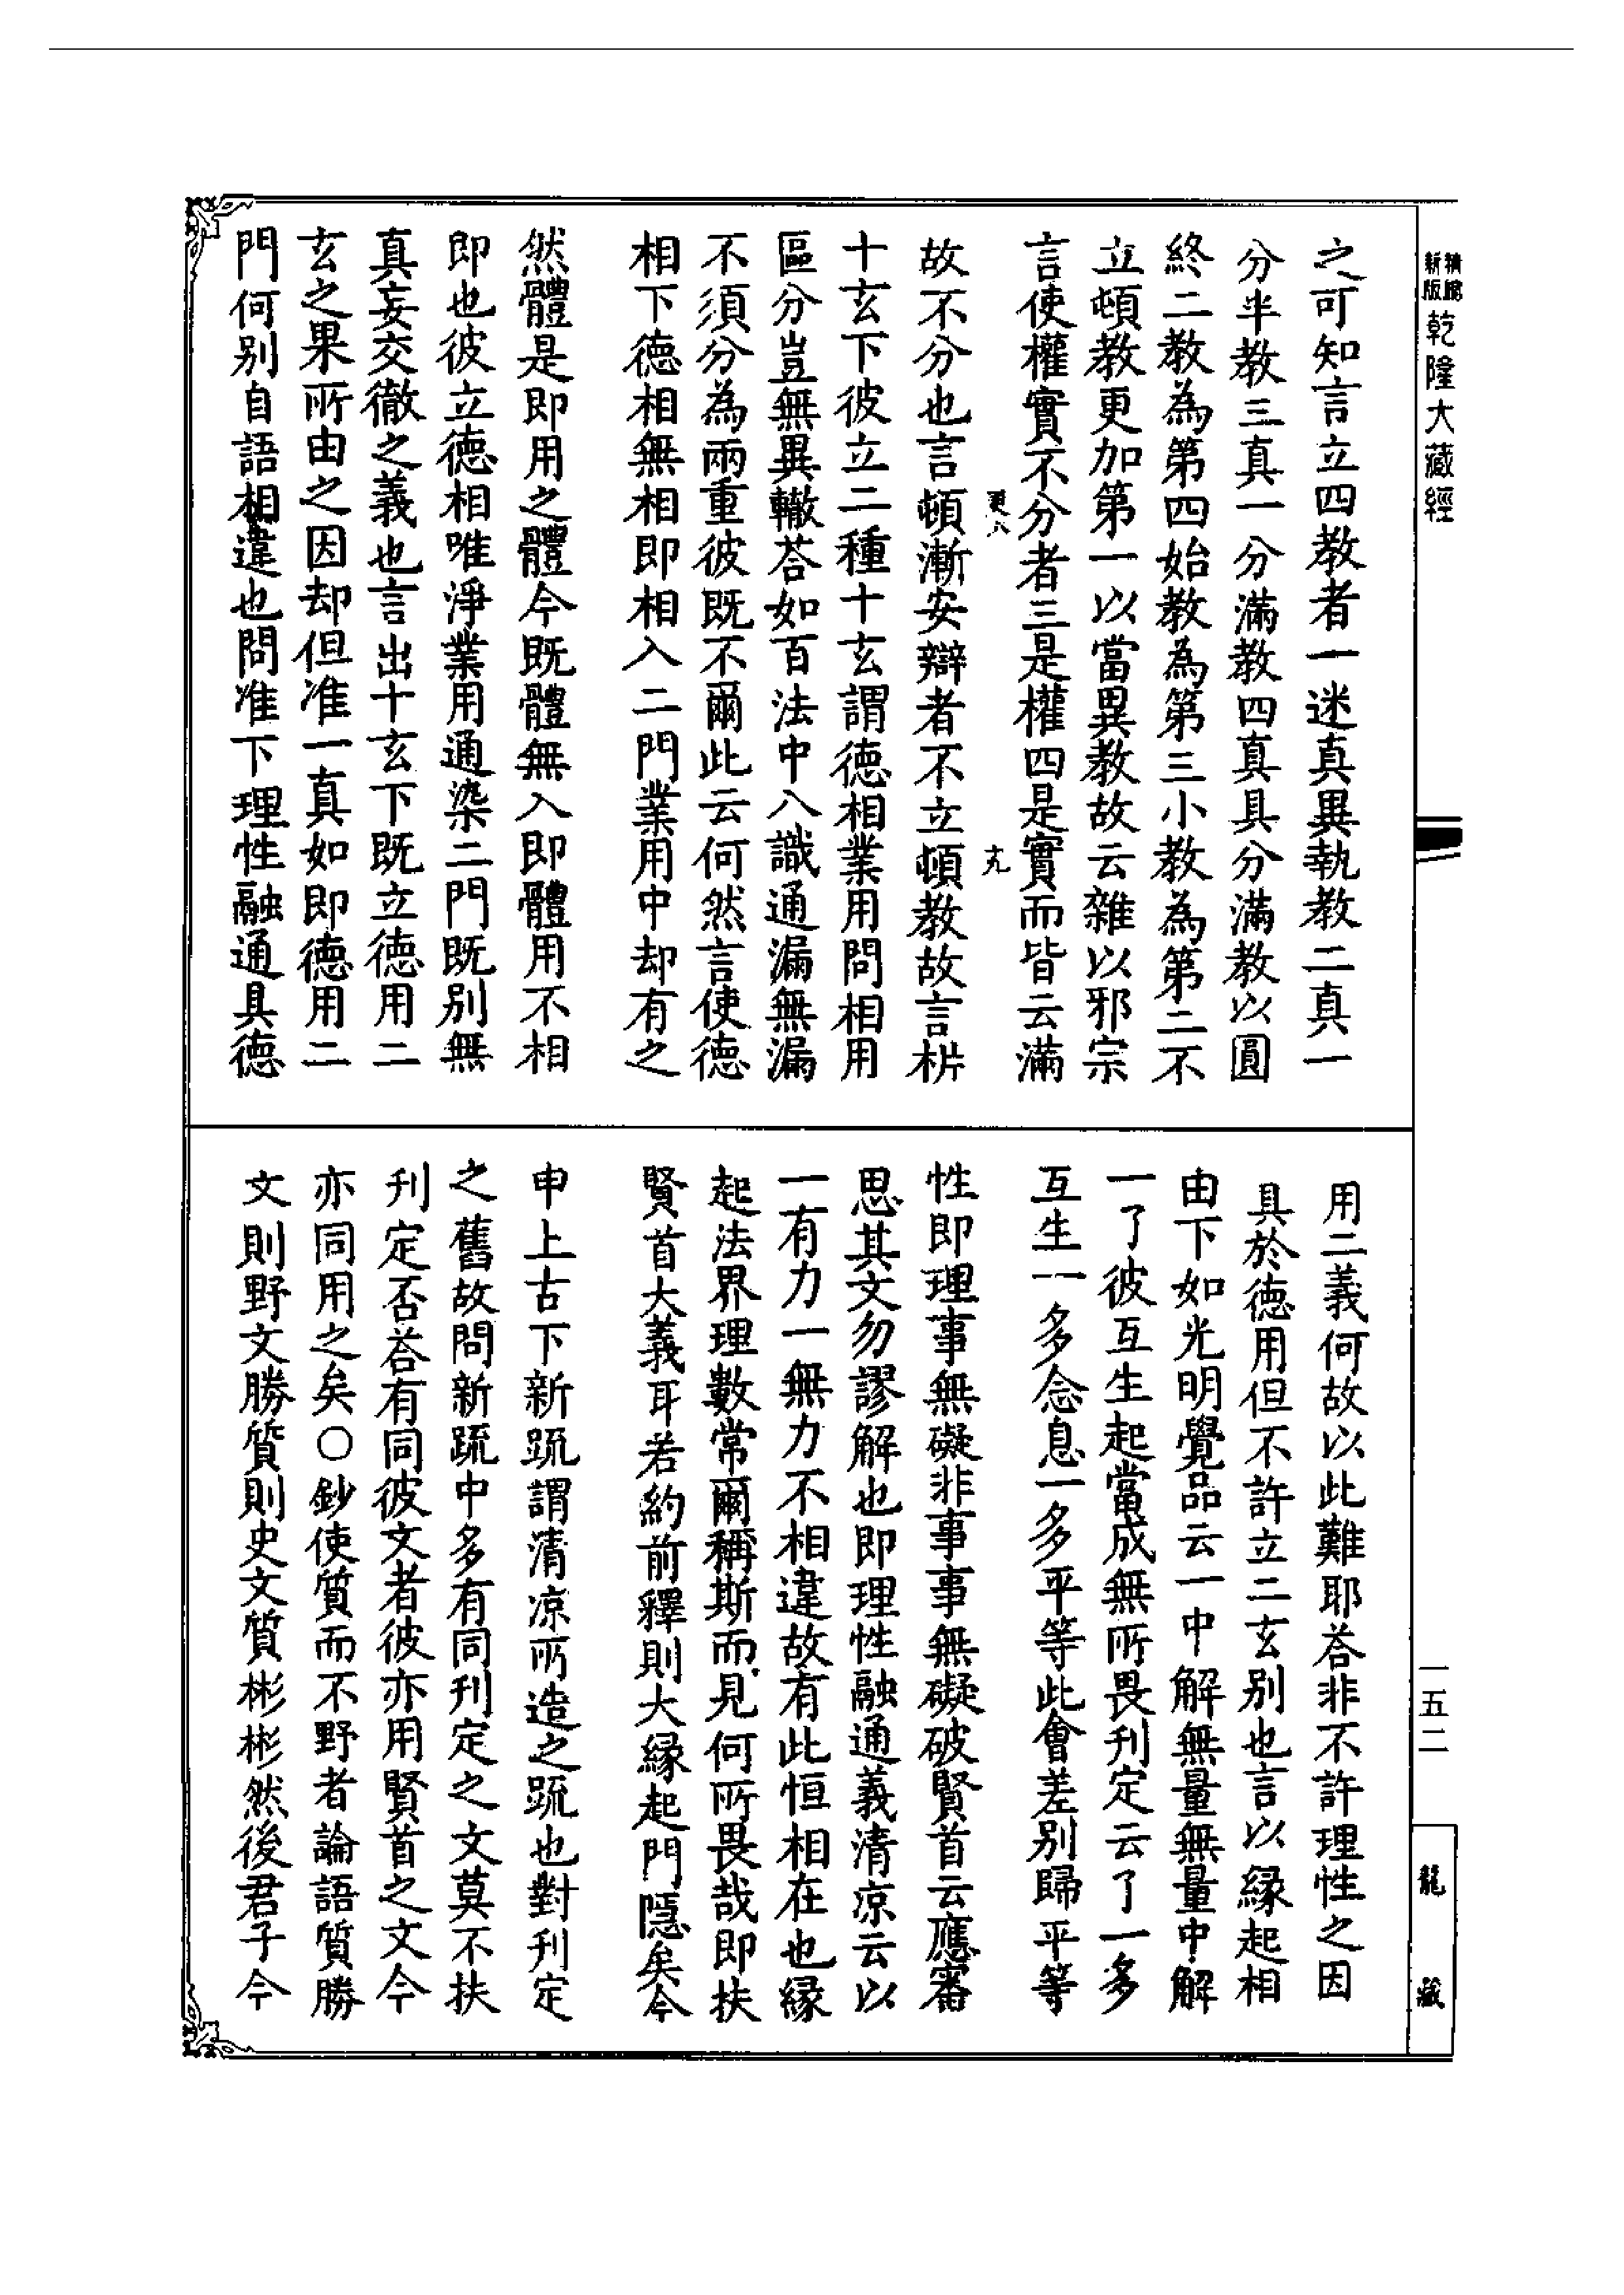 新版
精縮
乾隆大藏經
之可知言立四教者一迷真異執教二真一
分半教三真一分滿教四真具分滿教以圓
終二教為第四始教為第三小教為第二不
立頓教更加第一以當異教故云雜以邪宗
言使權實不分者三是權四是實而皆云滿
十九
故不分也言頓漸安辯者不立頓教故言枿
十玄下彼立二種十玄謂德相業用問相用
區分豈無異轍荅如百法中八識通漏無漏
不須分為兩重彼既不爾此云何然言使德
相下德相無相即相入二門業用中却有之
然體是即用之體今既體無入即體用不相
即也彼立德相唯淨業用通染二門既別無
真妄交徹之義也言出十玄下既立德用二
玄之果所由之因却但准一真如即德用二
門何別自語相違也問准下理性融通具德
用二義何故以此難耶荅非不許理性之因
具於德用但不許立二玄別也言以緣起相
由下如光明覺品云一中解無量無量中解
一了彼互生起當成無所畏刊定云了一多
互生一多念息一多平等此會差別歸平等
性即理事無礙非事事無礙破賢首云應審
思其文勿謬解也即理性融通義清凉云以
一有力一無力不相違故有此恒相在也緣
起法界理數常爾稱斯而見何所畏哉即扶
賢首大義耳若約前釋則大緣起門隱矣今
申上古下新䟽謂清凉所造之䟽也對刊定
之舊故問新䟽中多有同刊定之文莫不扶
刊定否荅有同彼文者彼亦用賢首之文今
亦同用之矣○鈔使質而不野者論語質勝
文則野文勝質則史文質彬彬然後君子今
一五二
龍藏